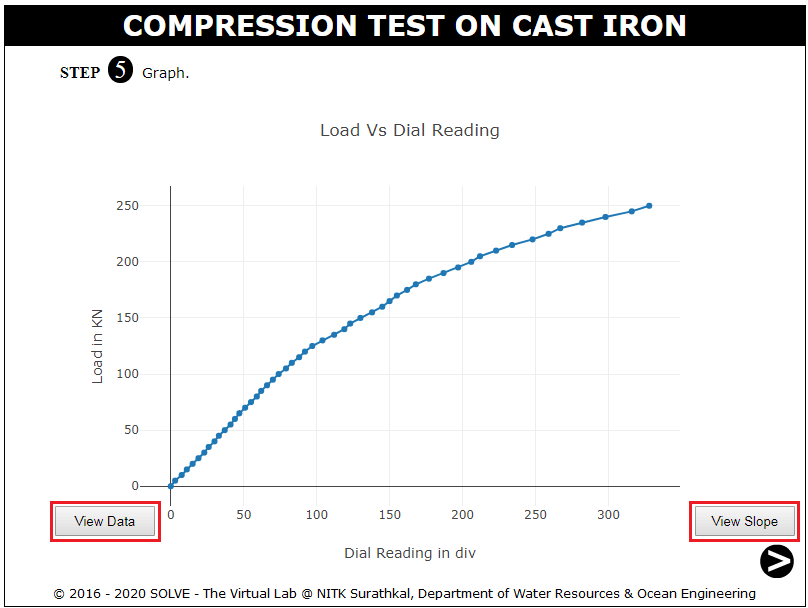 COMPRESSION TEST ON CAST IRON
STEP 5 Graph.
Load Vs Dial Reading
250
200
150
100
50
0
Load in KN
0 50 100 150 200 250 300
View Data
View Slope
Dial Reading in div
>
© 2016 - 2020 SOLVE - The Virtual Lab @ NITK Surathkal, Department of Water Resources & Ocean Engineering